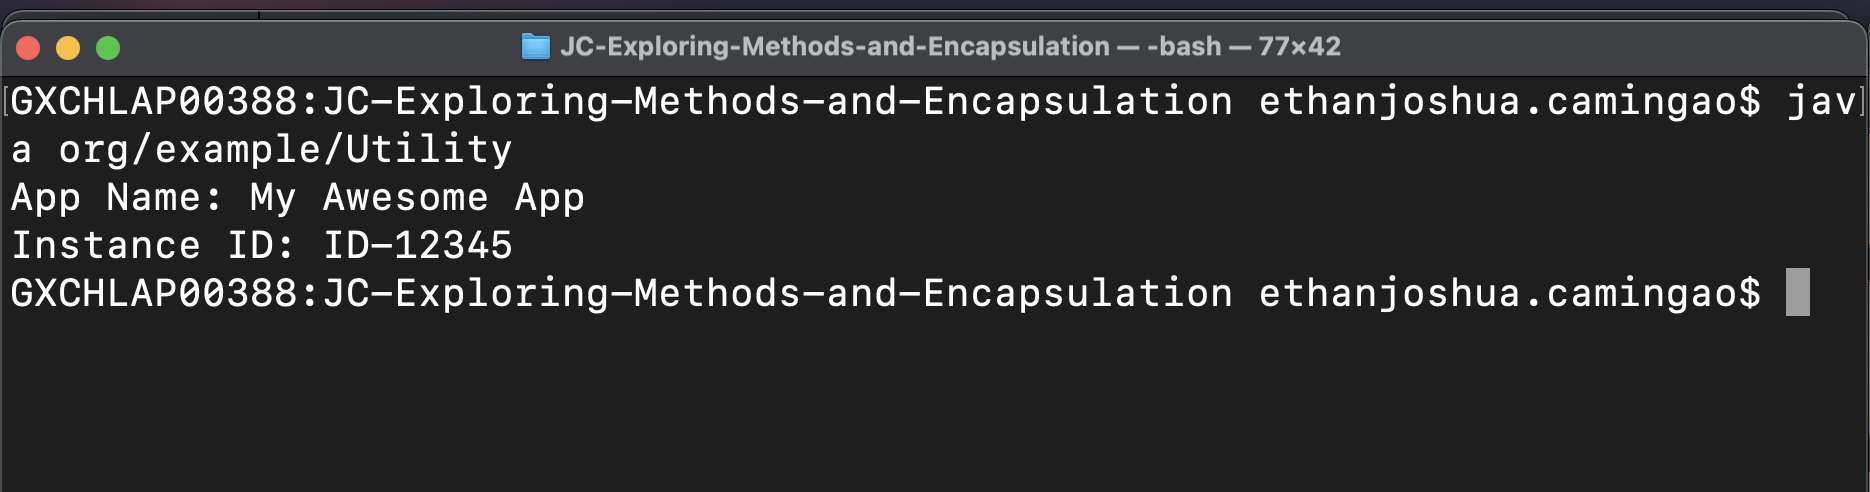 JC-Exploring-Methods-and-Encapsulation — -bash — 77×42
GXCHLAP00388:JC-Exploring-Methods-and-Encapsulation ethanjoshua.camingao$ jav
a org/example/Utility
App Name: My Awesome App
Instance ID: ID-12345
GXCHLAP00388:JC-Exploring-Methods-and-Encapsulation ethanjoshua.camingao$